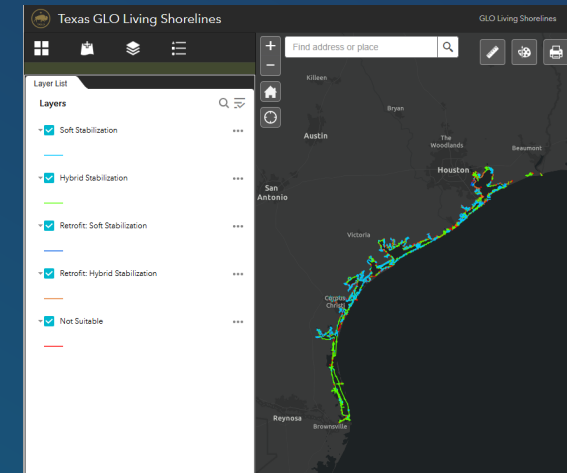 Texas GLO Living Shorelines
GLO Living Shorelines
+
Find address or place
−
Layer List
Layers
Soft Stabilization
Hybrid Stabilization
Retrofit: Soft Stabilization
Retrofit: Hybrid Stabilization
Not Suitable
Killeen
Bryan
Austin
The
Woodlands
Beaumont
Houston
San
Antonio
Victoria
Corpus
Christi
Reynosa
Brownsville